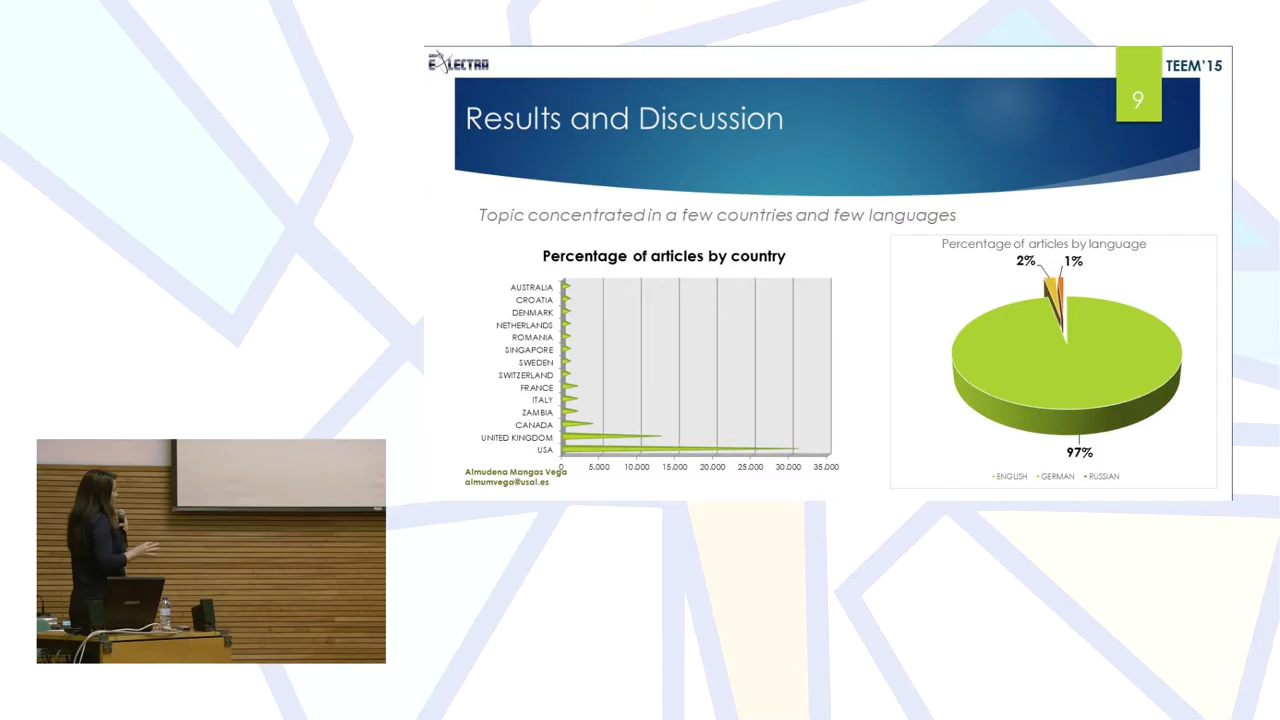 GRUPO
ELECTRA
TEEM'15
9
Results and Discussion
Topic concentrated in a few countries and few languages
Percentage of articles by country
AUSTRALIA
CROATIA
DENMARK
NETHERLANDS
ROMANIA
SINGAPORE
SWEDEN
SWITZERLAND
FRANCE
ITALY
ZAMBIA
CANADA
UNITED KINGDOM
USA
0 5.000 10.000 15.000 20.000 25.000 30.000 35.000
Almudena Mangas Vega
almumvega@usal.es
Percentage of articles by language
2% 1%
97%
ENGLISH GERMAN RUSSIAN